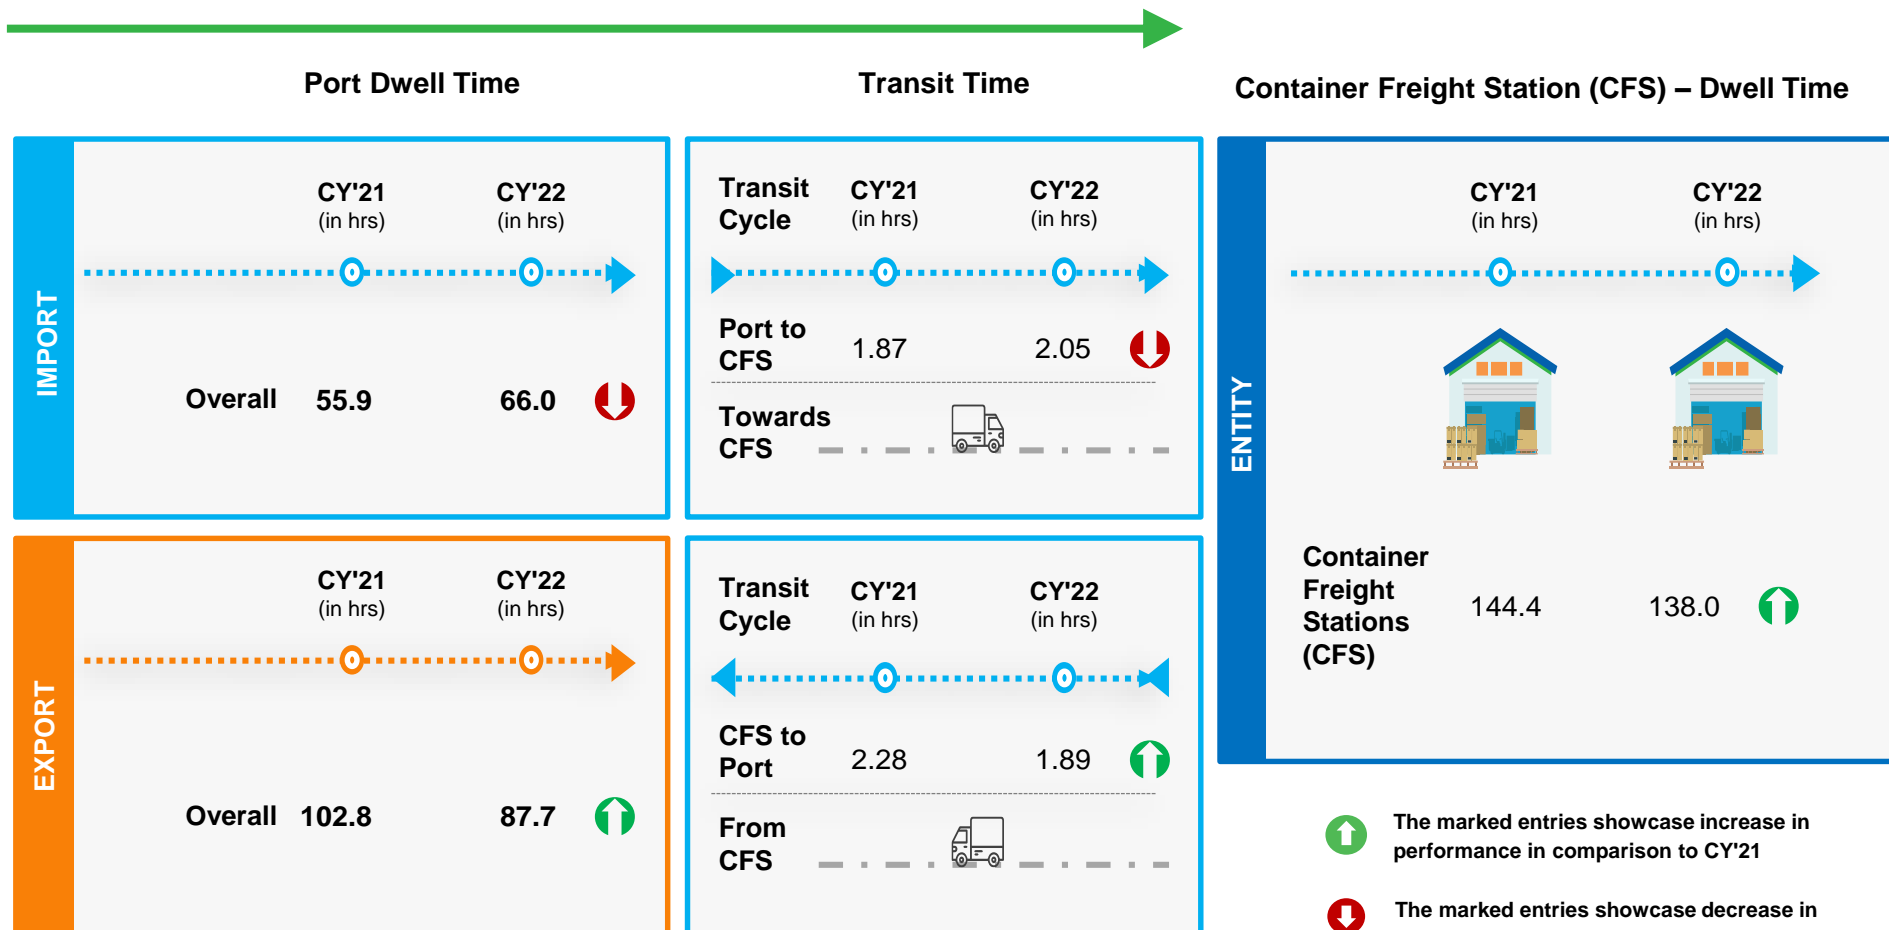 Port Dwell Time
Transit Time
Container Freight Station (CFS) – Dwell Time
IMPORT
CY'21
(in hrs)
CY'22
(in hrs)
Overall 55.9 66.0
Transit
Cycle
CY'21
(in hrs)
CY'22
(in hrs)
Port to
CFS
1.87 2.05
Towards
CFS
ENTITY
CY'21
(in hrs)
CY'22
(in hrs)
Container
Freight
Stations
(CFS)
144.4 138.0
EXPORT
CY'21
(in hrs)
CY'22
(in hrs)
Overall 102.8 87.7
Transit
Cycle
CY'21
(in hrs)
CY'22
(in hrs)
CFS to
Port
2.28 1.89
From
CFS
The marked entries showcase increase in
performance in comparison to CY'21
The marked entries showcase decrease in